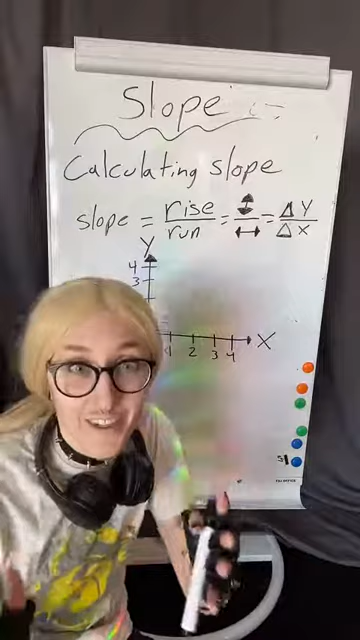 Slope
Calculating slope
slope = rise/run = ↕/↔ = ΔY/ΔX
Y
4
3
1 2 3 4 X